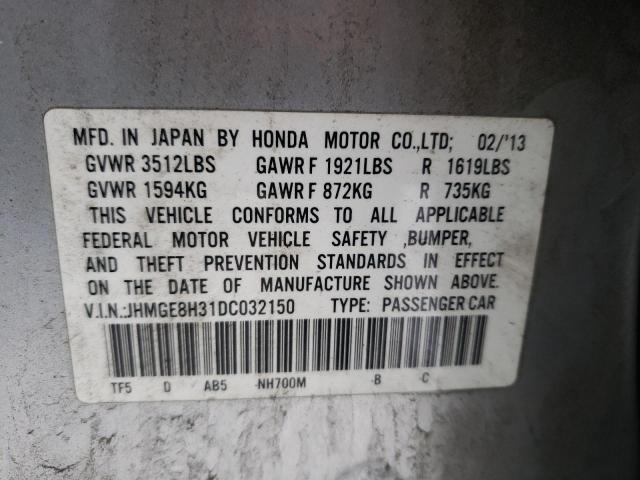 MFD. IN JAPAN BY HONDA MOTOR CO.,LTD; 02/'13
GVWR 3512LBS GAWR F 1921LBS R 1619LBS
GVWR 1594KG GAWR F 872KG R 735KG
THIS VEHICLE CONFORMS TO ALL APPLICABLE
FEDERAL MOTOR VEHICLE SAFETY ,BUMPER,
AND THEFT PREVENTION STANDARDS IN EFFECT
ON THE DATE OF MANUFACTURE SHOWN ABOVE.
V.I.N.:JHMGE8H31DC032150 TYPE: PASSENGER CAR
TF5 D AB5 -NH700M -B -C